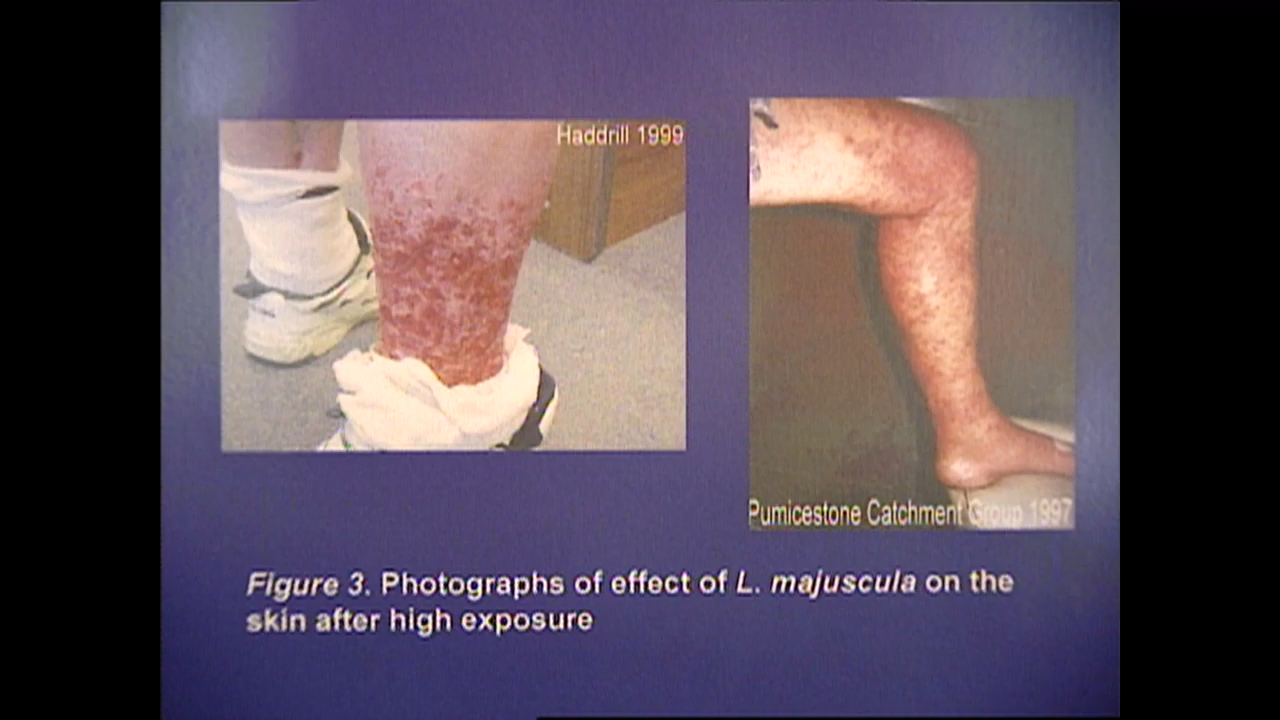 Haddrill 1999
Pumicestone Catchment Group 1997
Figure 3. Photographs of effect of L. majuscula on the
skin after high exposure